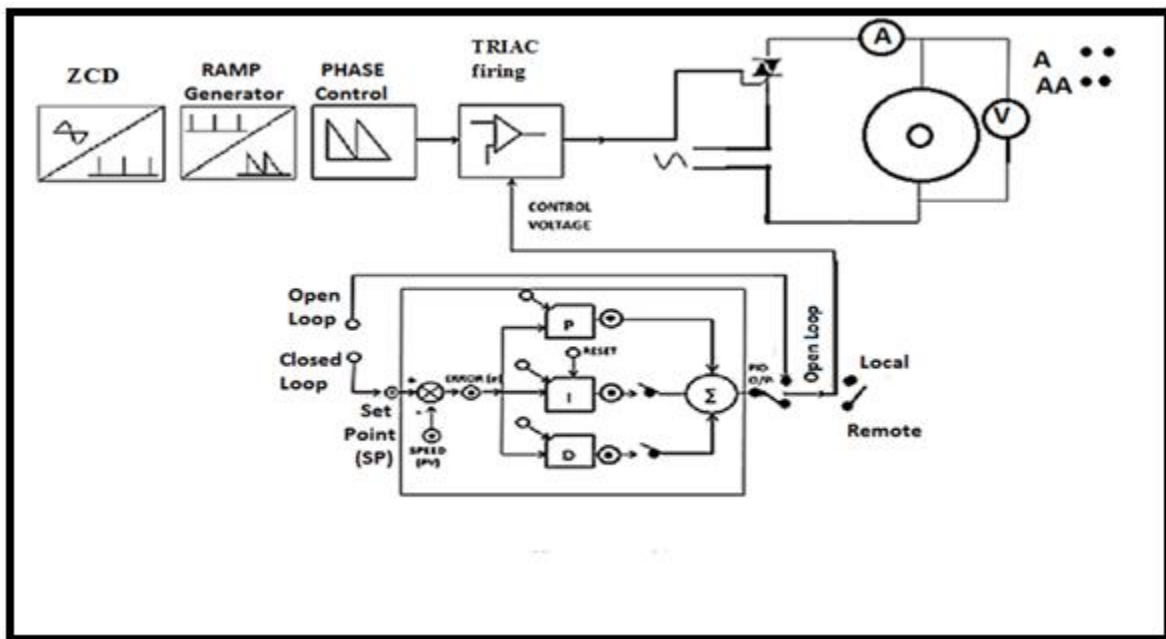 ZCD
RAMP
Generator
PHASE
Control
TRIAC
firing
A
A
AA
V
CONTROL
VOLTAGE
Open
Loop
Closed
Loop
Set
Point
(SP)
+
-
SPEED
(PV)
ERROR (e)
P
RESET
I
D
Σ
PID
O/P
Open Loop
Local
Remote